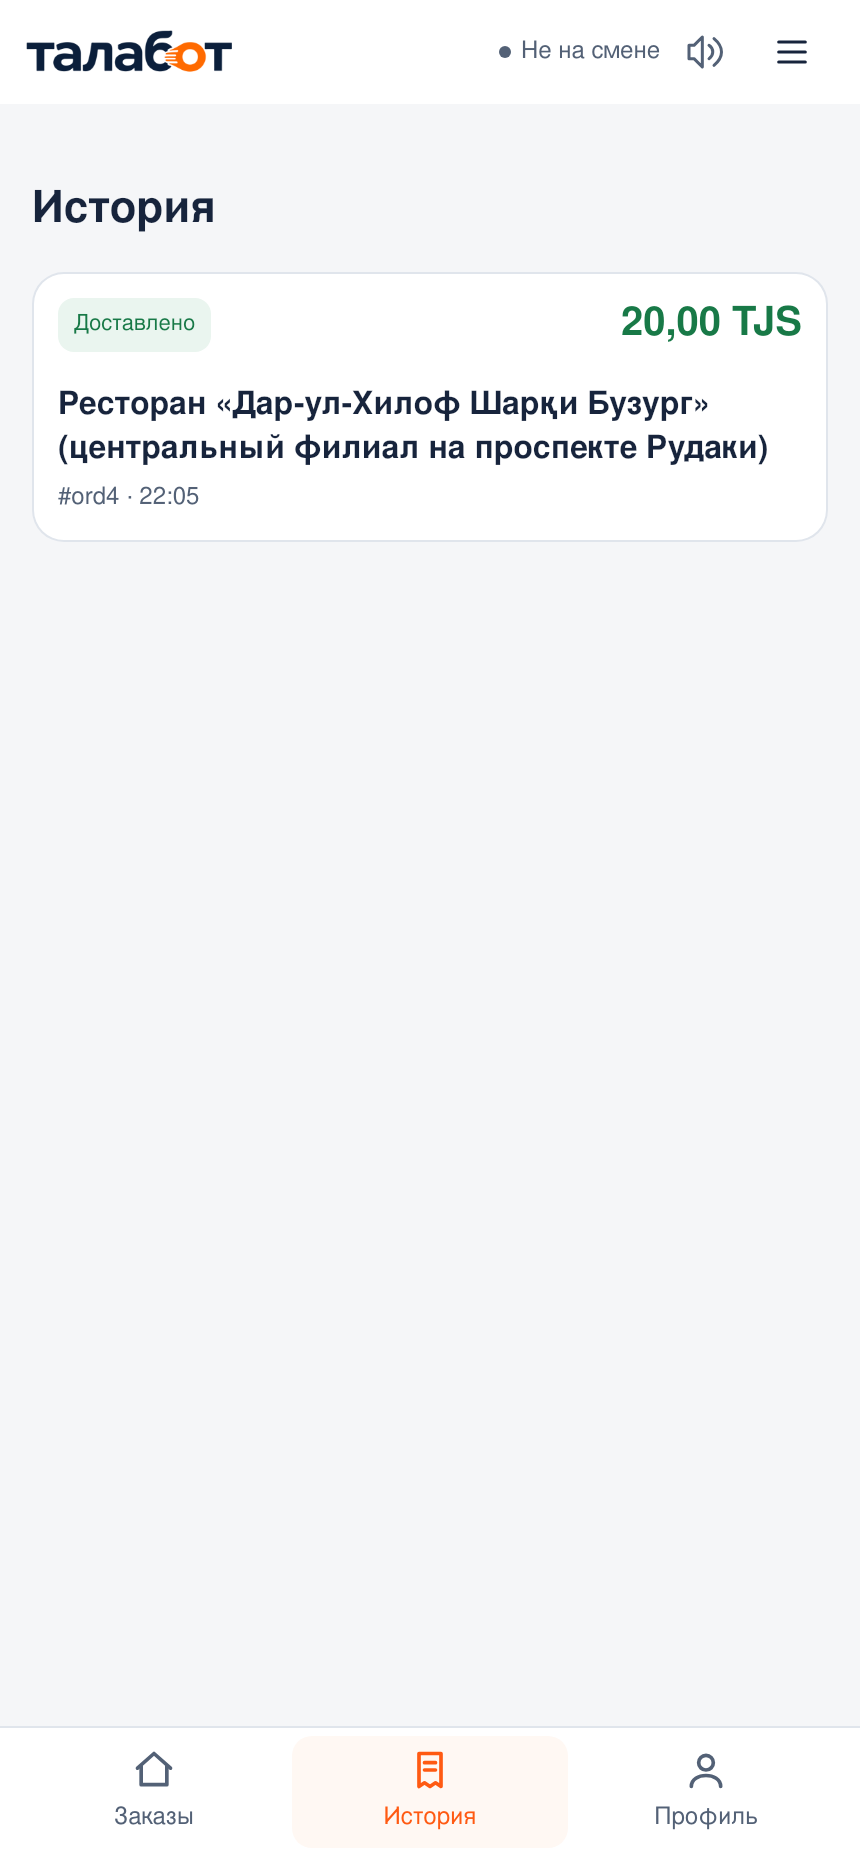 талабот
Не на смене
История
Доставлено
20,00 TJS
Ресторан «Дар-ул-Хилоф Шарқи Бузург»
(центральный филиал на проспекте Рудаки)
#ord4 · 22:05
Заказы
История
Профиль